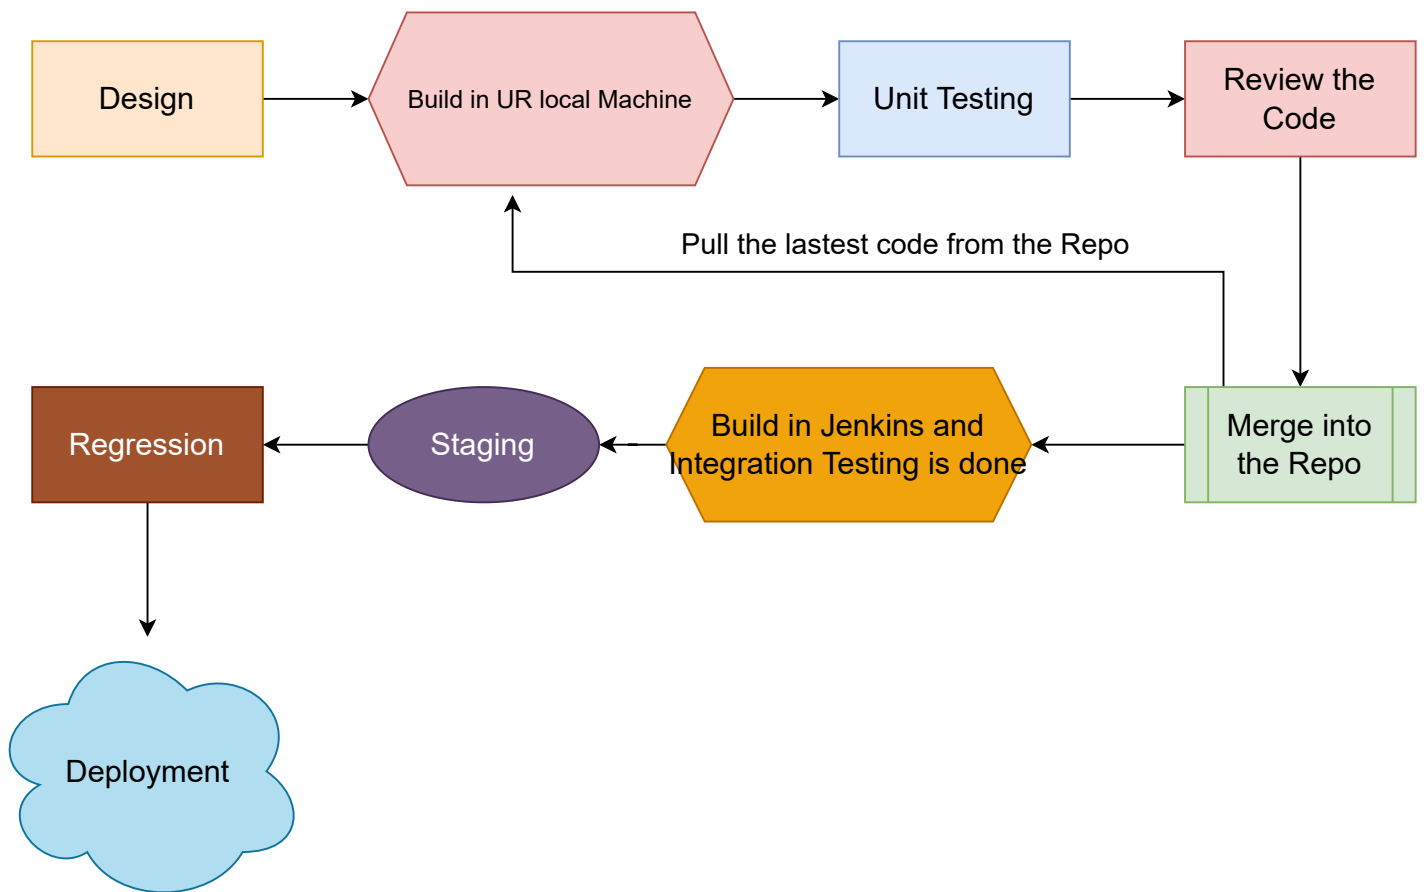 Design
Build in UR local Machine
Unit Testing
Review the
Code
Pull the lastest code from the Repo
Regression
Staging
Build in Jenkins and
Integration Testing is done
Merge into
the Repo
Deployment